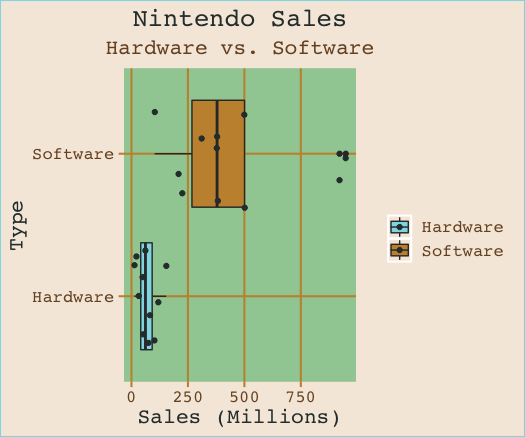 Nintendo Sales
Hardware vs. Software
Type
Software
Hardware
0 250 500 750
Sales (Millions)
Hardware
Software